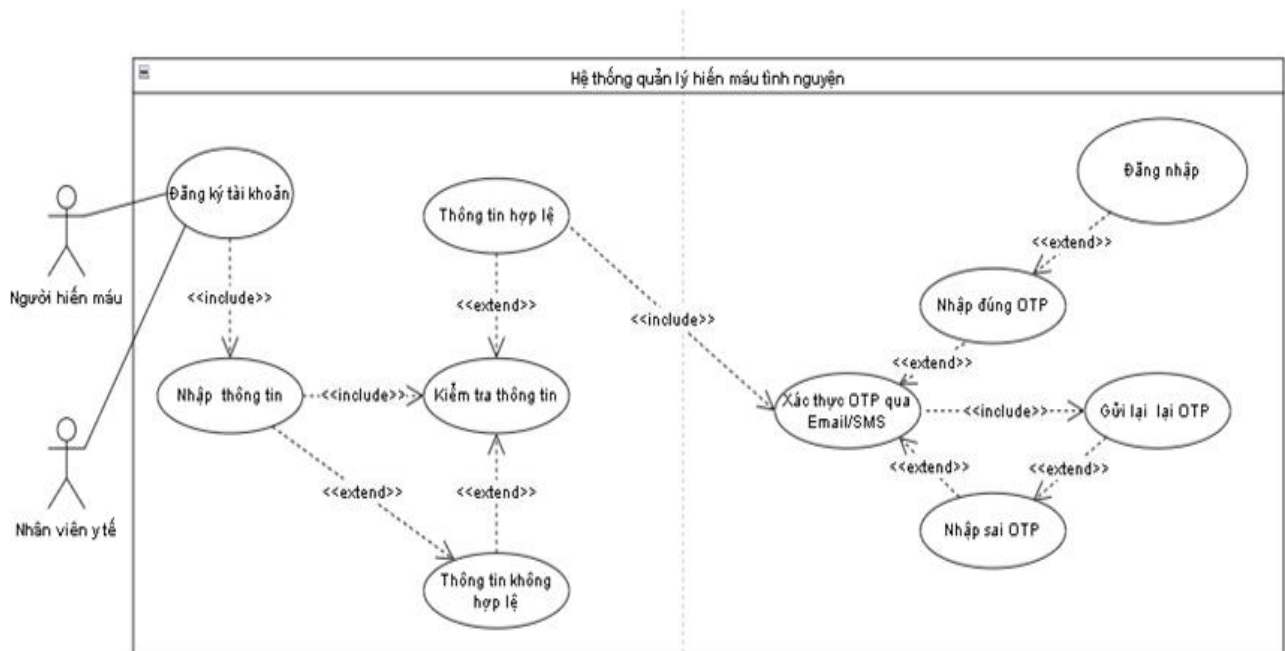 Hệ thống quản lý hiến máu tình nguyện
Đăng ký tài khoản
Người hiến máu
<<include>>
Nhập thông tin
<<include>>
Kiểm tra thông tin
Thông tin hợp lệ
<<extend>>
<<extend>>
<<extend>>
Thông tin không
hợp lệ
Nhân viên y tế
<<include>>
Đăng nhập
<<extend>>
Nhập đúng OTP
<<extend>>
Xác thực OTP qua
Email/SMS
<<include>>
Gửi lại lại OTP
<<extend>>
<<extend>>
Nhập sai OTP